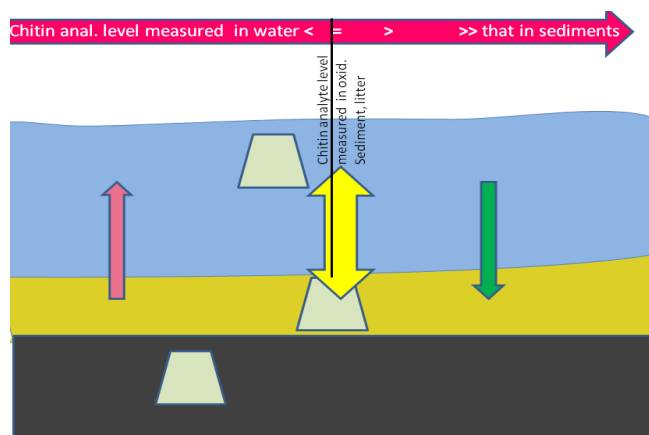 Chitin anal. level measured in water < = > >> that in sediments
Chitin analyte level
measured in oxid.
Sediment, litter